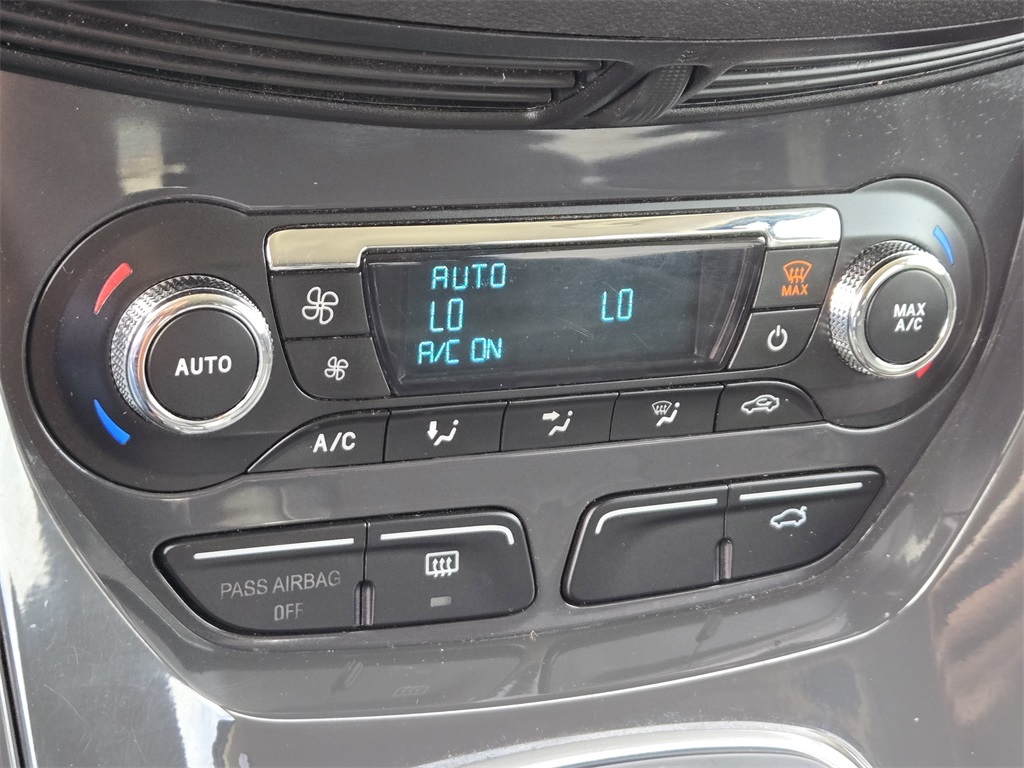 AUTO
LO LO
A/C ON
MAX
AUTO
MAX
A/C
A/C
PASS AIRBAG
OFF